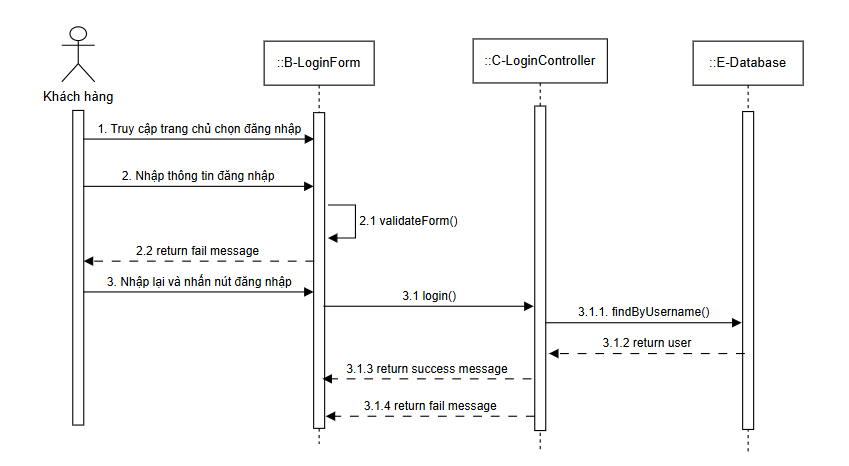 ::B-LoginForm
::C-LoginController
::E-Database
Khách hàng
1. Truy cập trang chủ chọn đăng nhập
2. Nhập thông tin đăng nhập
2.1 validateForm()
2.2 return fail message
3. Nhập lại và nhấn nút đăng nhập
3.1 login()
3.1.1. findByUsername()
3.1.2 return user
3.1.3 return success message
3.1.4 return fail message